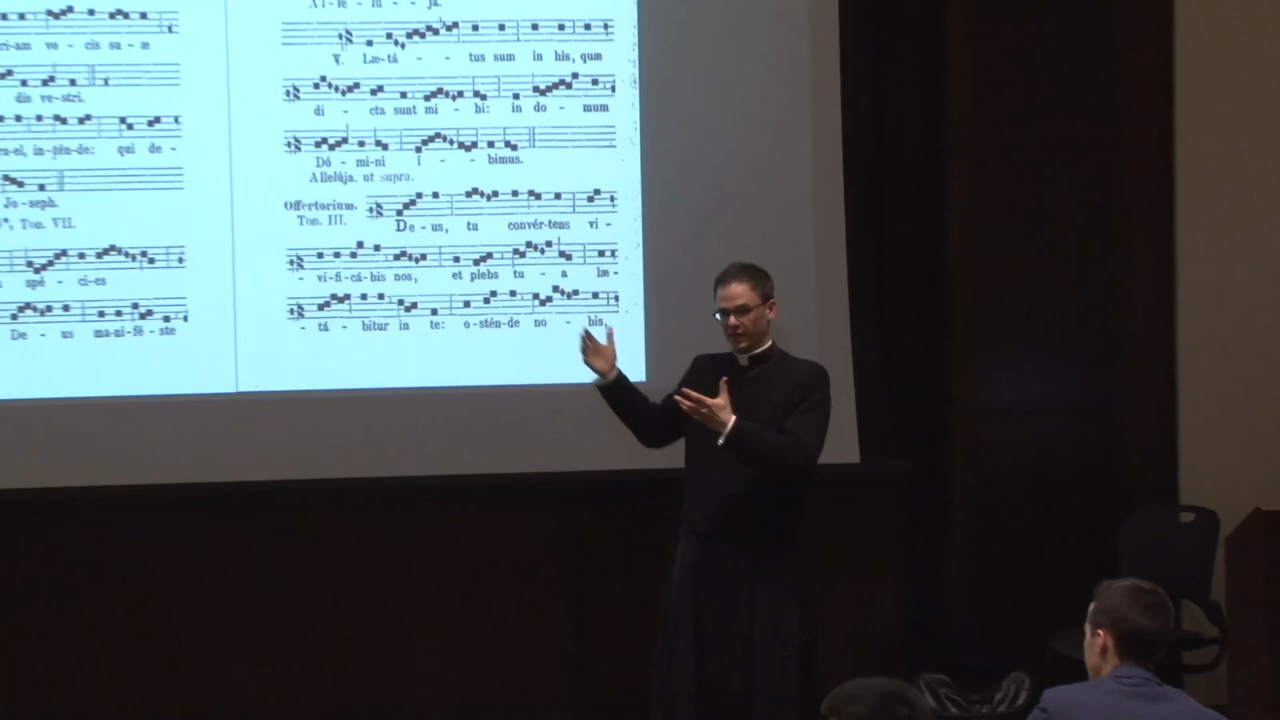 ri-am vo - cis su - æ
dis ve-stri.
ra-el, in-tén-de: qui de -
Jo-seph.
Ton. VII.
spé - ci-es
De - us ma-ni-fé - ste
Al-le - lú - - ja.
℣. Læ-tá - - tus sum in his, quæ
di - cta sunt mi - hi: in do - mum
Dó - mi-ni í - - bimus.
Allelúja. ut supra.
Offertorium.
Ton. III.
De - us, tu convér-tens vi -
- vi-fi-cá-bis nos, et plebs tu - a læ-
- tá - bitur in te: o-stén-de no - bis,